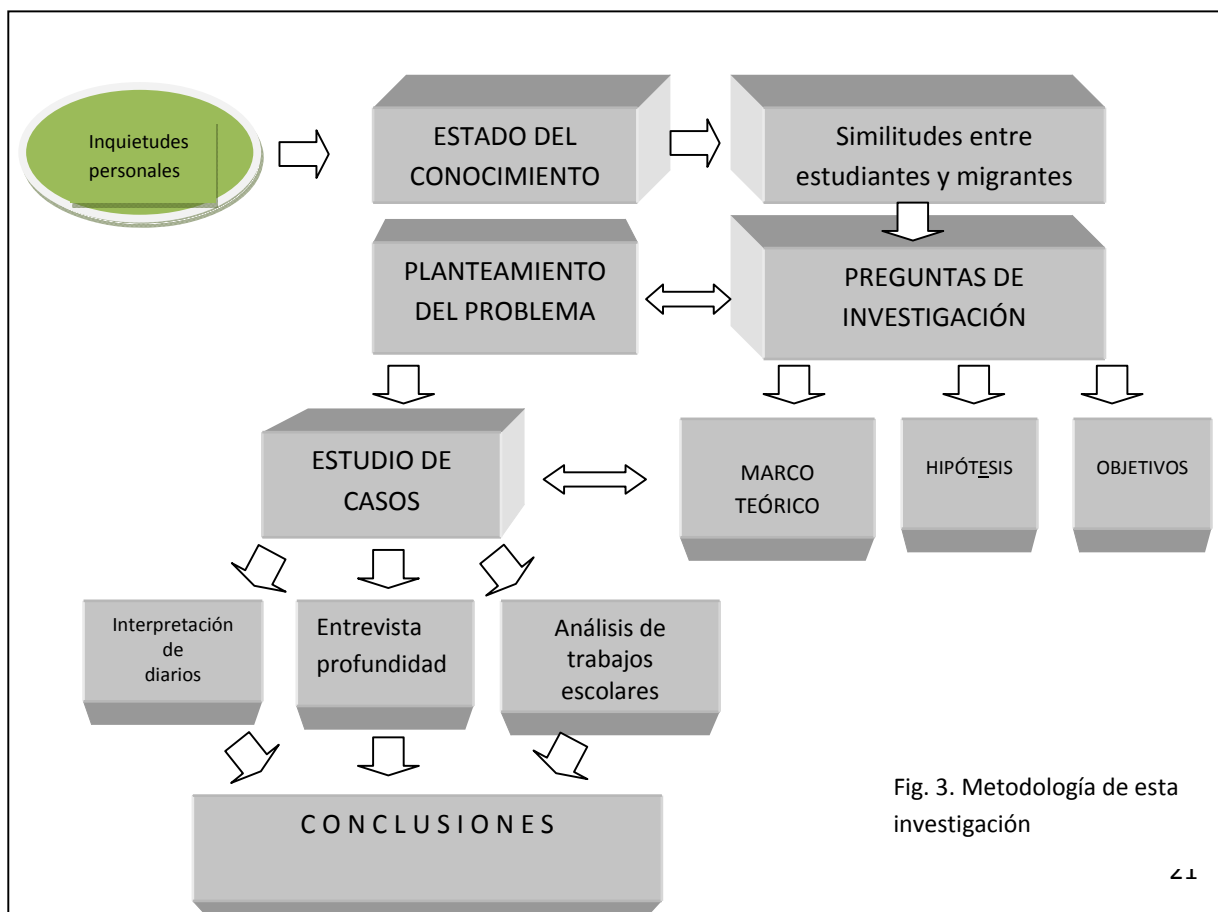 Inquietudes
personales
ESTADO DEL
CONOCIMIENTO
Similitudes entre
estudiantes y migrantes
PLANTEAMIENTO
DEL PROBLEMA
PREGUNTAS DE
INVESTIGACIÓN
ESTUDIO DE
CASOS
MARCO
TEÓRICO
HIPÓTESIS
OBJETIVOS
Interpretación
de
diarios
Entrevista
profundidad
Análisis de
trabajos
escolares
C O N C L U S I O N E S
Fig. 3. Metodología de esta
investigación
21